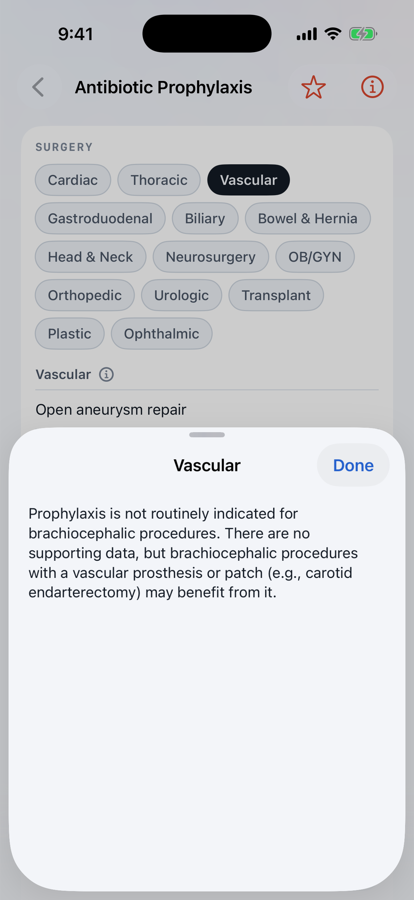 9:41
Antibiotic Prophylaxis
SURGERY
Cardiac Thoracic Vascular
Gastroduodenal Biliary Bowel & Hernia
Head & Neck Neurosurgery OB/GYN
Orthopedic Urologic Transplant
Plastic Ophthalmic
Vascular
Open aneurysm repair
Vascular Done
Prophylaxis is not routinely indicated for
brachiocephalic procedures. There are no
supporting data, but brachiocephalic procedures
with a vascular prosthesis or patch (e.g., carotid
endarterectomy) may benefit from it.